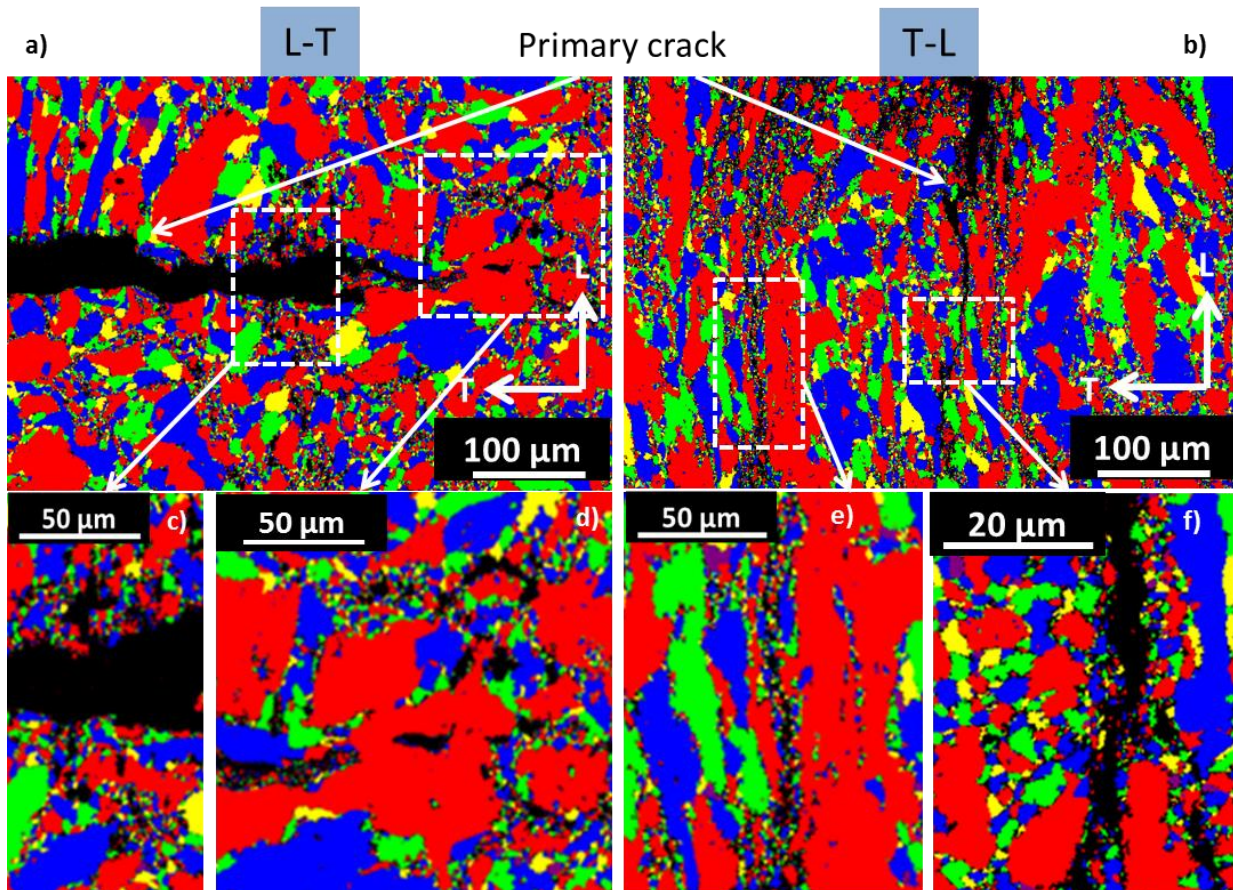 a)
L-T
Primary crack
T-L
b)
L
T
100 μm
L
T
100 μm
50 μm
c)
50 μm
d)
50 μm
e)
20 μm
f)